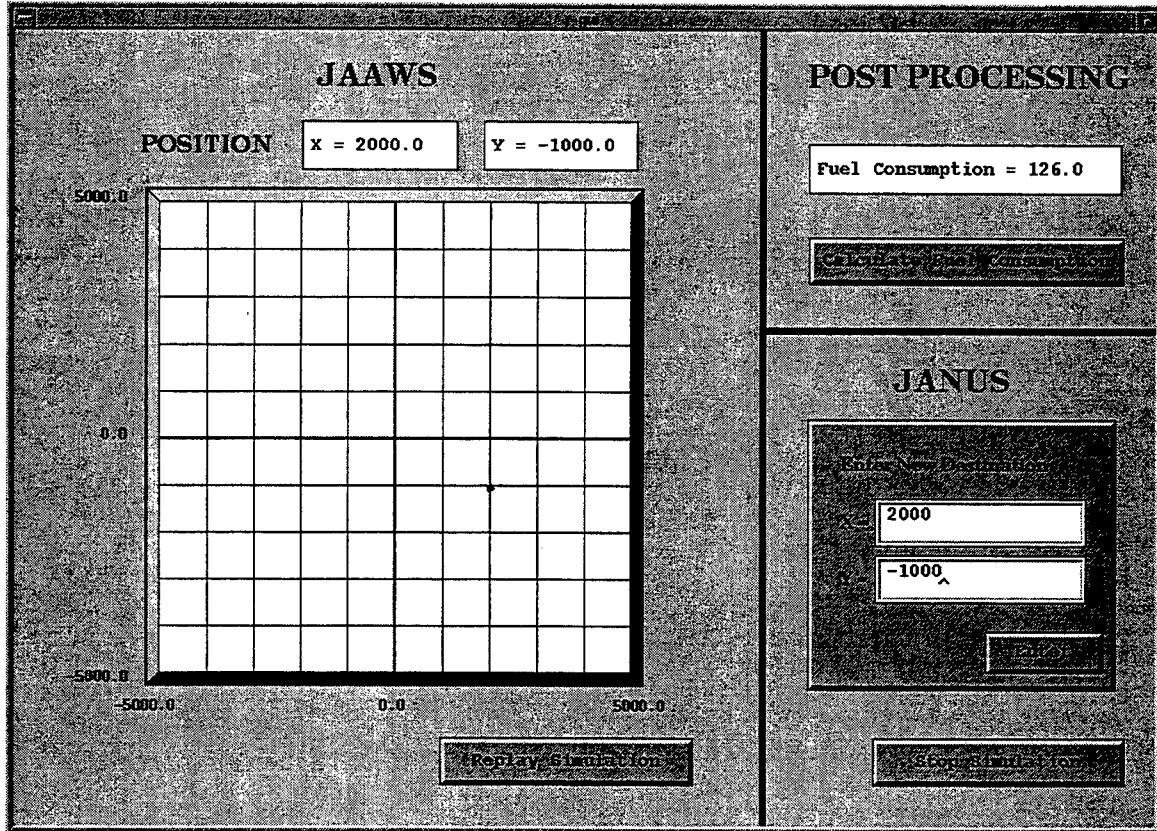 JAAWS
POSITION
X = 2000.0
Y = -1000.0
5000.0
0.0
-5000.0
-5000.0
0.0
5000.0
Replay Simulation
POST PROCESSING
Fuel Consumption = 126.0
Calculate Fuel Consumption
JANUS
Enter New Destination
X =
2000
-1000
Stop Simulation